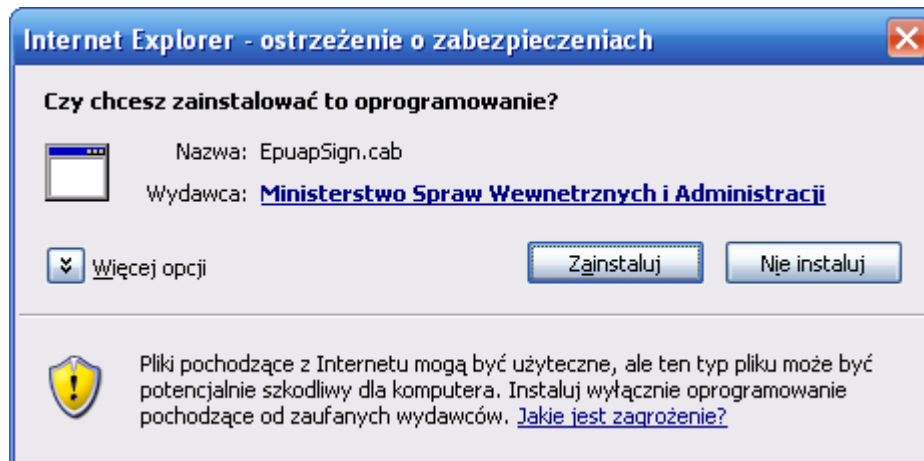 Internet Explorer - ostrzeżenie o zabezpieczeniach
Czy chcesz zainstalować to oprogramowanie?
Nazwa: EpuapSign.cab
Wydawca: Ministerstwo Spraw Wewnetrznych i Administracji
Więcej opcji
Zainstaluj
Nie instaluj
Pliki pochodzące z Internetu mogą być użyteczne, ale ten typ pliku może być
potencjalnie szkodliwy dla komputera. Instaluj wyłącznie oprogramowanie
pochodzące od zaufanych wydawców. Jakie jest zagrożenie?